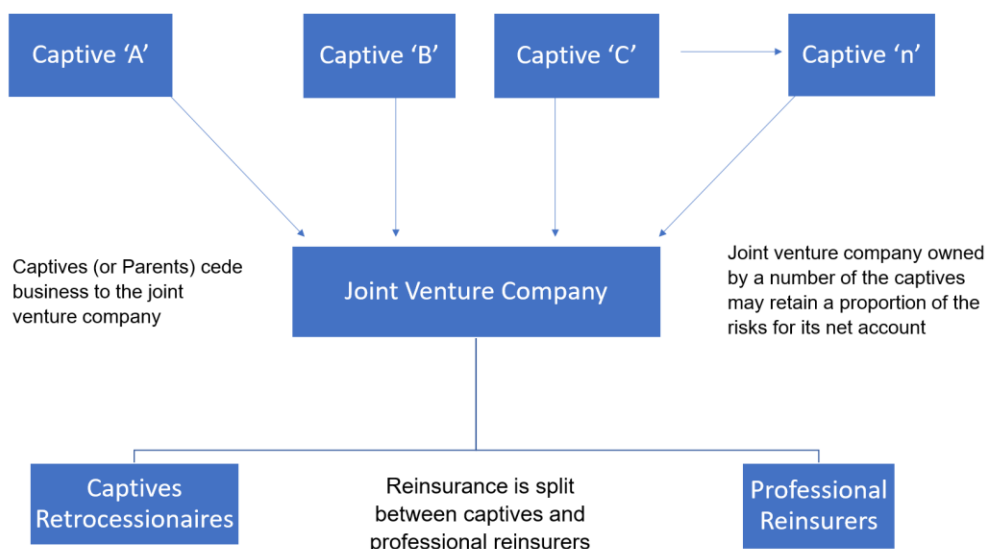 Captive ‘A’
Captive ‘B’
Captive ‘C’
Captive ‘n’
Captives (or Parents) cede
business to the joint
venture company
Joint Venture Company
Joint venture company owned
by a number of the captives
may retain a proportion of the
risks for its net account
Captives
Retrocessionaires
Reinsurance is split
between captives and
professional reinsurers
Professional
Reinsurers